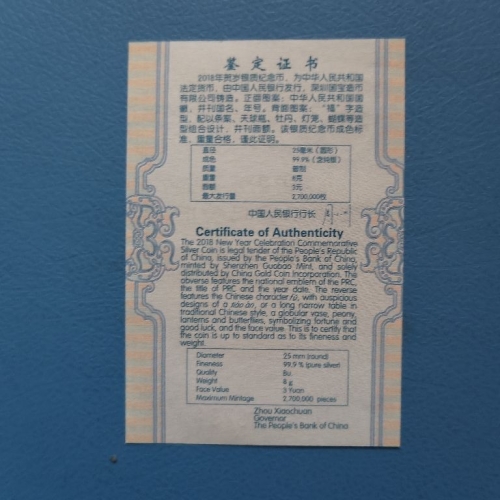 鉴定证书
2018年贺岁银质纪念币,为中华人民共和国
法定货币,由中国人民银行发行,深圳国宝造币
有限公司铸造。正面图案:中华人民共和国国
徽,并刊国名、年号。背面图案:“福”字造
型,配以条案、天球瓶、牡丹、灯笼、蝴蝶等造
型组合设计,并刊面额。该银质纪念币成色标
准,重量合格,谨此证明。
直径 25毫米(圆形)
成色 99.9%(含纯银)
质量 普制
重量 8克
面额 3元
最大发行量 2,700,000枚
中国人民银行行长
Certificate of Authenticity
The 2018 New Year Celebration Commemorative
Silver Coin is legal tender of the People's Republic
of China, issued by the People's Bank of China,
minted by Shenzhen Guobao Mint, and solely
distributed by China Gold Coin Incorporation. The
obverse features the national emblem of the PRC,
the title of PRC and the year date. The reverse
features the Chinese character fú, with auspicious
designs of a tiao àn, or a long narrow table in
traditional Chinese style, a globular vase, peony,
lanterns and butterflies, symbolizing fortune and
good luck, and the face value. This is to certify that
the coin is up to standard as to its fineness and
weight.
Diameter 25 mm (round)
Fineness 99.9 % (pure silver)
Quality Bu
Weight 8 g
Face Value 3 Yuan
Maximum Mintage 2,700,000 pieces
Zhou Xiaochuan
Governor
The People's Bank of China